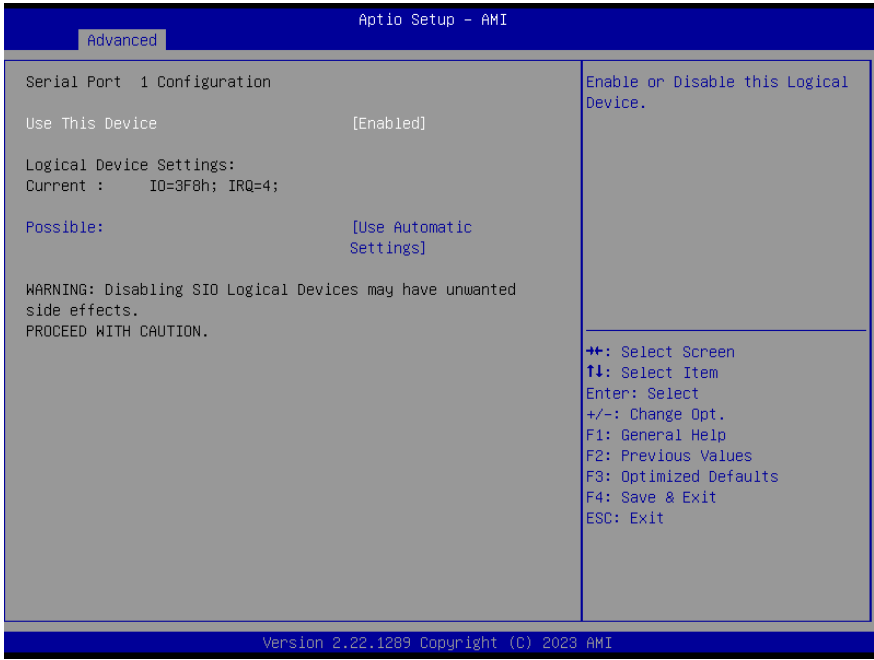 Aptio Setup – AMI
Advanced
Serial Port  1 Configuration
Use This Device [Enabled]
Logical Device Settings:
Current :     IO=3F8h; IRQ=4;
Possible: [Use Automatic
Settings]
WARNING: Disabling SIO Logical Devices may have unwanted
side effects.
PROCEED WITH CAUTION.
Enable or Disable this Logical
Device.
→←: Select Screen
↑↓: Select Item
Enter: Select
+/-: Change Opt.
F1: General Help
F2: Previous Values
F3: Optimized Defaults
F4: Save & Exit
ESC: Exit
Version 2.22.1289 Copyright (C) 2023 AMI